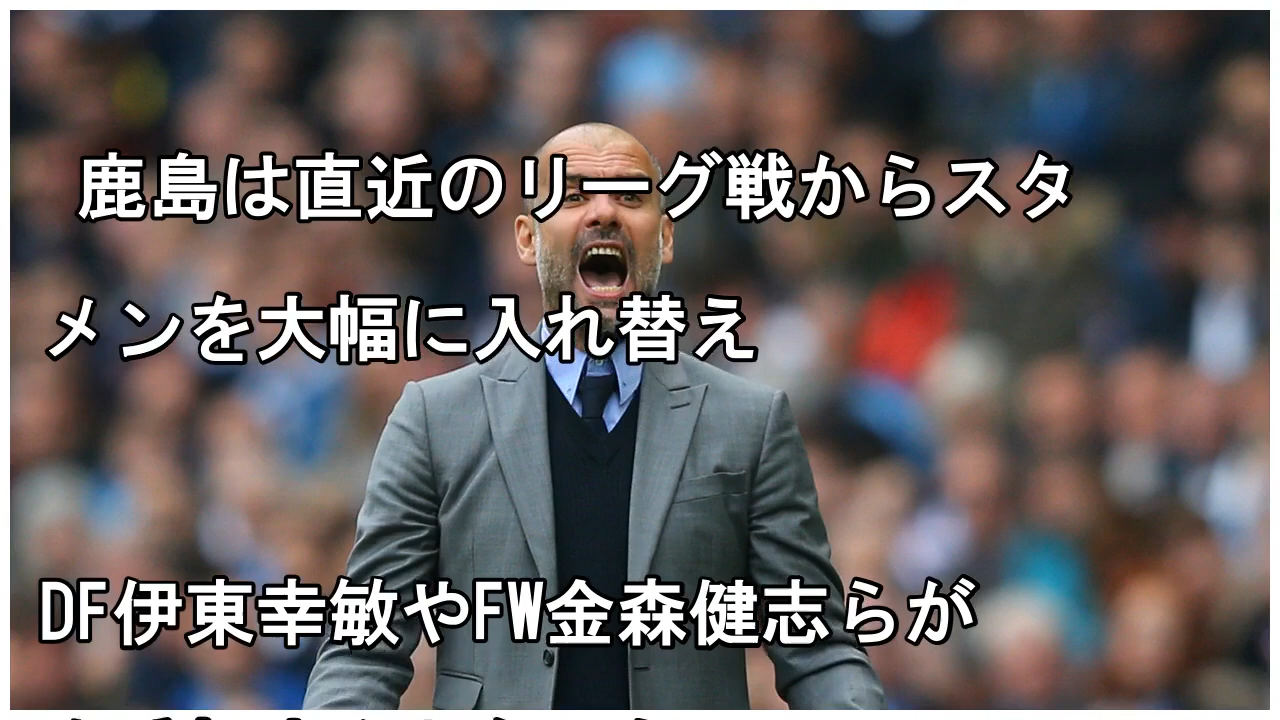 鹿島は直近のリーグ戦からスタ
メンを大幅に入れ替え
DF伊東幸敏やFW金森健志らが